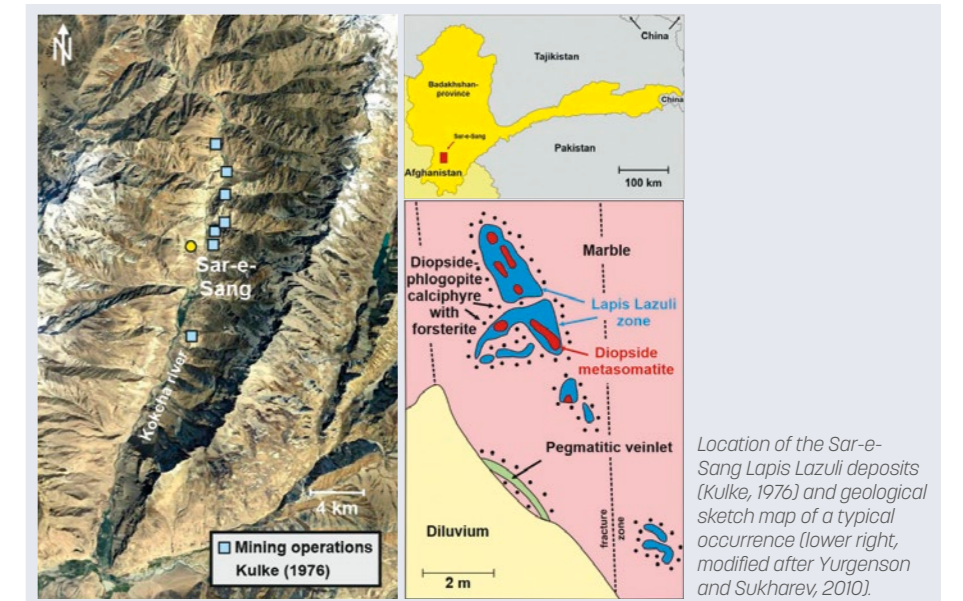 N
Sar-e-
Sang
Kokcha river
4 km
Mining operations
Kulke (1976)
China
Tajikistan
Badakhshan-
province
China
Sar-e-Sang
Pakistan
Afghanistan
100 km
Marble
Diopside-
phlogopite
calciphyre
with
forsterite
Lapis Lazuli
zone
Diopside
metasomatite
Pegmatitic veinlet
Diluvium
fracture
zone
2 m
Location of the Sar-e-
Sang Lapis Lazuli deposits
(Kulke, 1976) and geological
sketch map of a typical
occurrence (lower right,
modified after Yurgenson
and Sukharev, 2010).